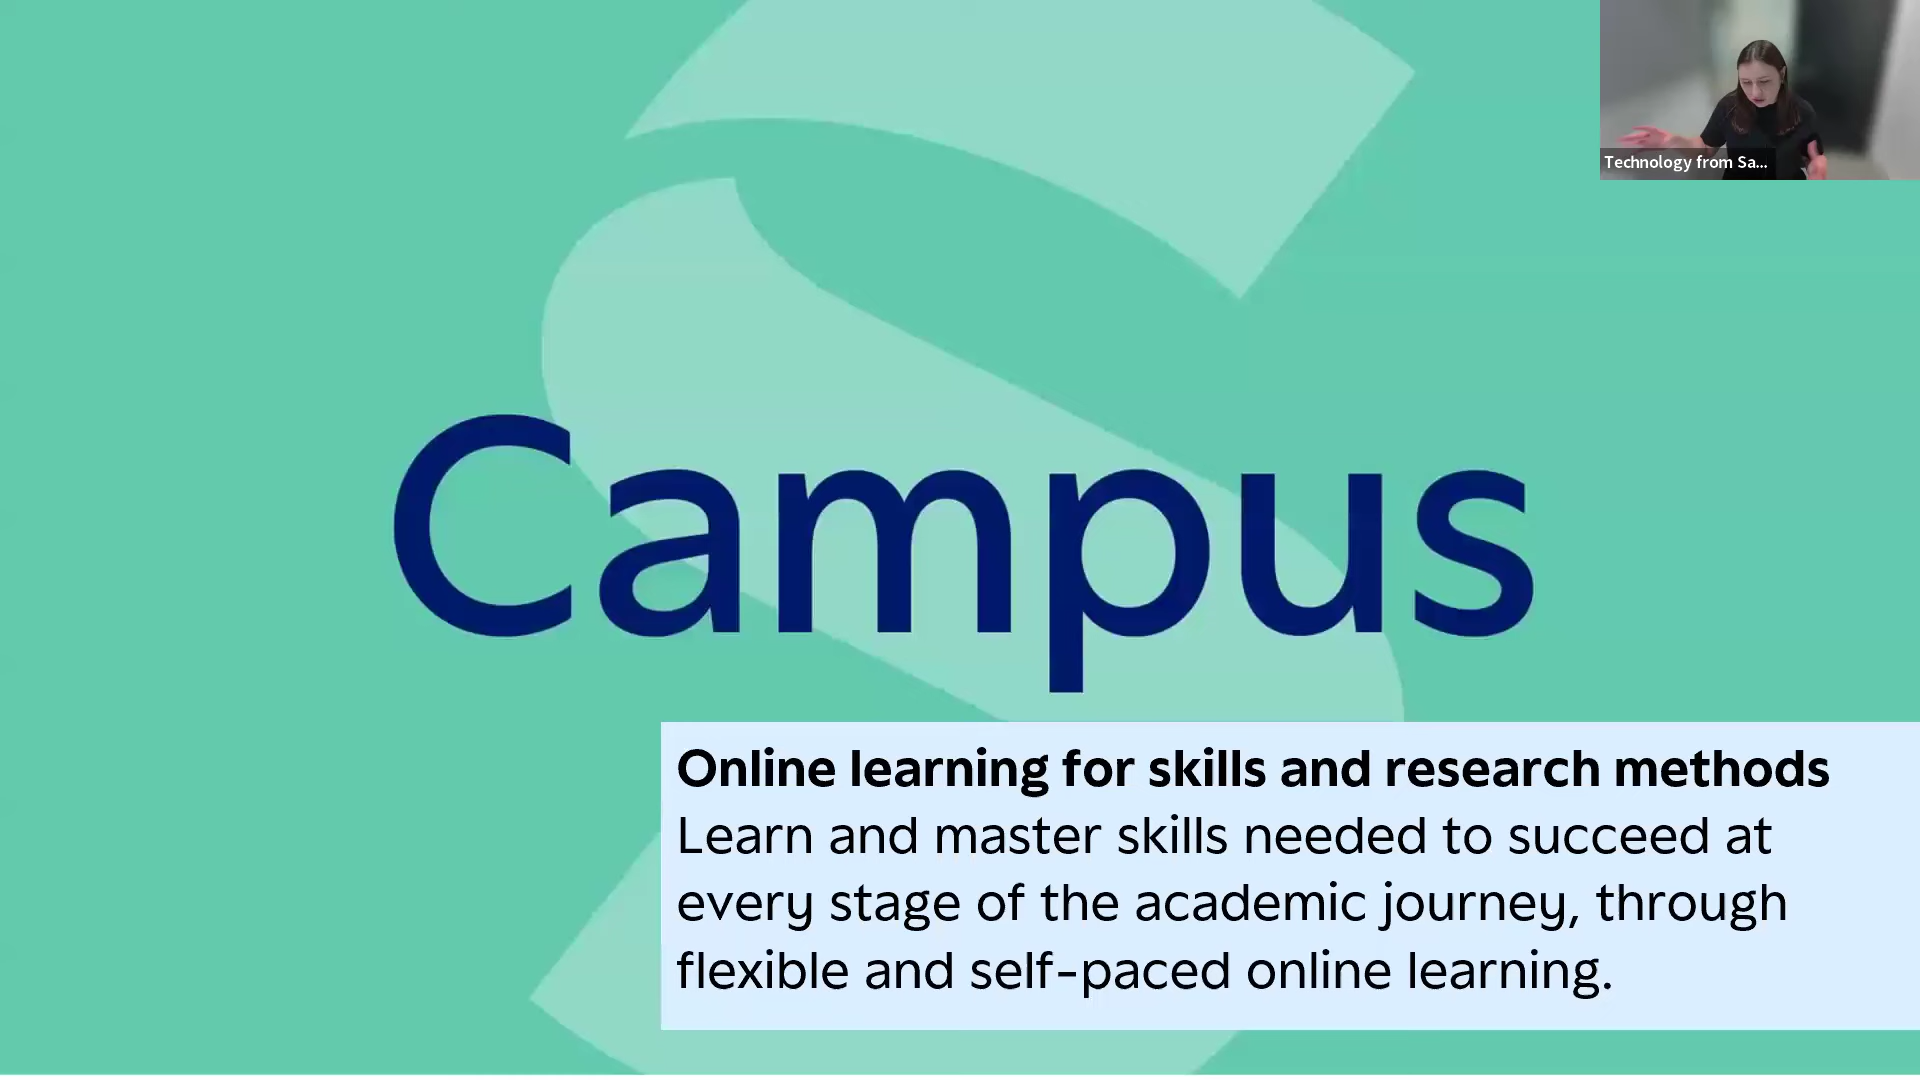 Technology from Sa...
Campus
Online learning for skills and research methods
Learn and master skills needed to succeed at
every stage of the academic journey, through
flexible and self-paced online learning.